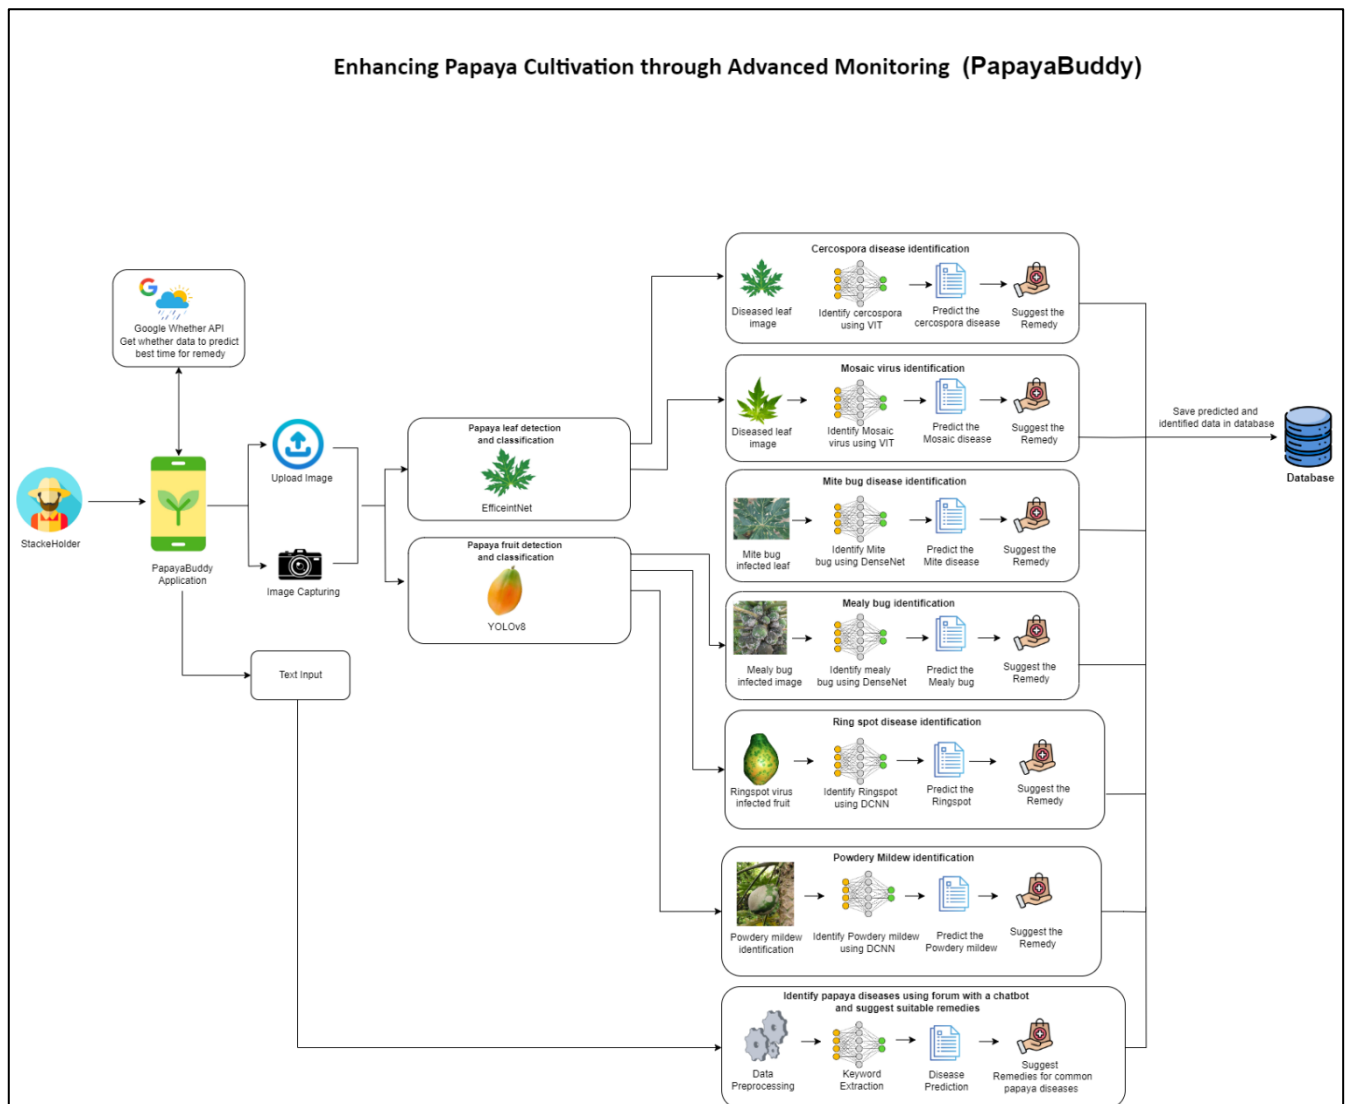 Enhancing Papaya Cultivation through Advanced Monitoring (PapayaBuddy)
Google Whether API
Get whether data to predict
best time for remedy
StackeHolder
PapayaBuddy
Application
Upload Image
Image Capturing
Text Input
Papaya leaf detection
and classification
EfficeintNet
Papaya fruit detection
and classification
YOLOv8
Cercospora disease identification
Diseased leaf
image
Identify cercospora
using VIT
Predict the
cercospora disease
Suggest the
Remedy
Mosaic virus identification
Diseased leaf
image
Identify Mosaic
virus using VIT
Predict the
Mosaic disease
Suggest the
Remedy
Mite bug disease identification
Mite bug
infected leaf
Identify Mite
bug using DenseNet
Predict the
Mite disease
Suggest the
Remedy
Mealy bug identification
Mealy bug
infected image
Identify mealy
bug using DenseNet
Predict the
Mealy bug
Suggest the
Remedy
Ring spot disease identification
Ringspot virus
infected fruit
Identify Ringspot
using DCNN
Predict the
Ringspot
Suggest the
Remedy
Powdery Mildew identification
Powdery mildew
identification
Identify Powdery mildew
using DCNN
Predict the
Powdery mildew
Suggest the
Remedy
Identify papaya diseases using forum with a chatbot
and suggest suitable remedies
Data
Preprocessing
Keyword
Extraction
Disease
Prediction
Suggest
Remedies for common
papaya diseases
Save predicted and
identified data in database
Database